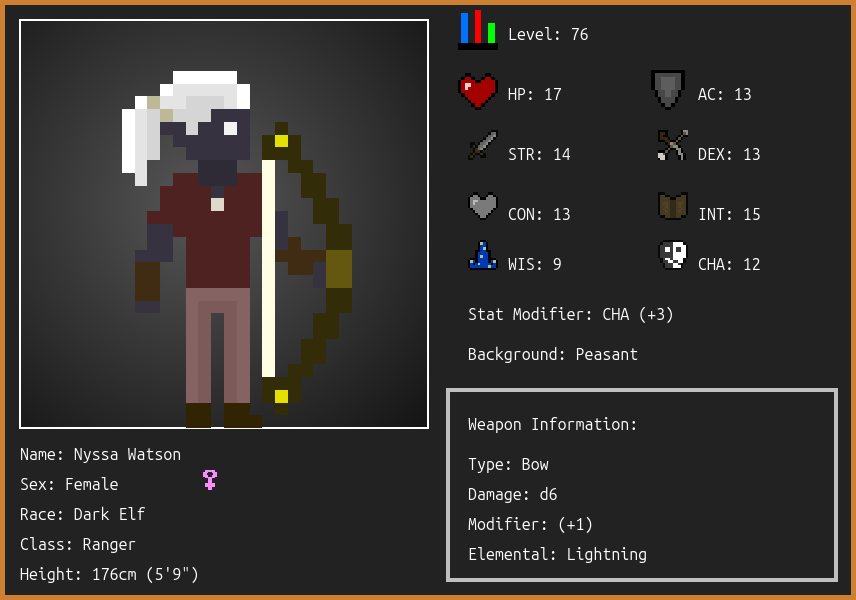 Level: 76
HP: 17
AC: 13
STR: 14
DEX: 13
CON: 13
INT: 15
WIS: 9
CHA: 12
Stat Modifier: CHA (+3)
Background: Peasant
Weapon Information:
Type: Bow
Damage: d6
Modifier: (+1)
Elemental: Lightning
Name: Nyssa Watson
Sex: Female
Race: Dark Elf
Class: Ranger
Height: 176cm (5'9")